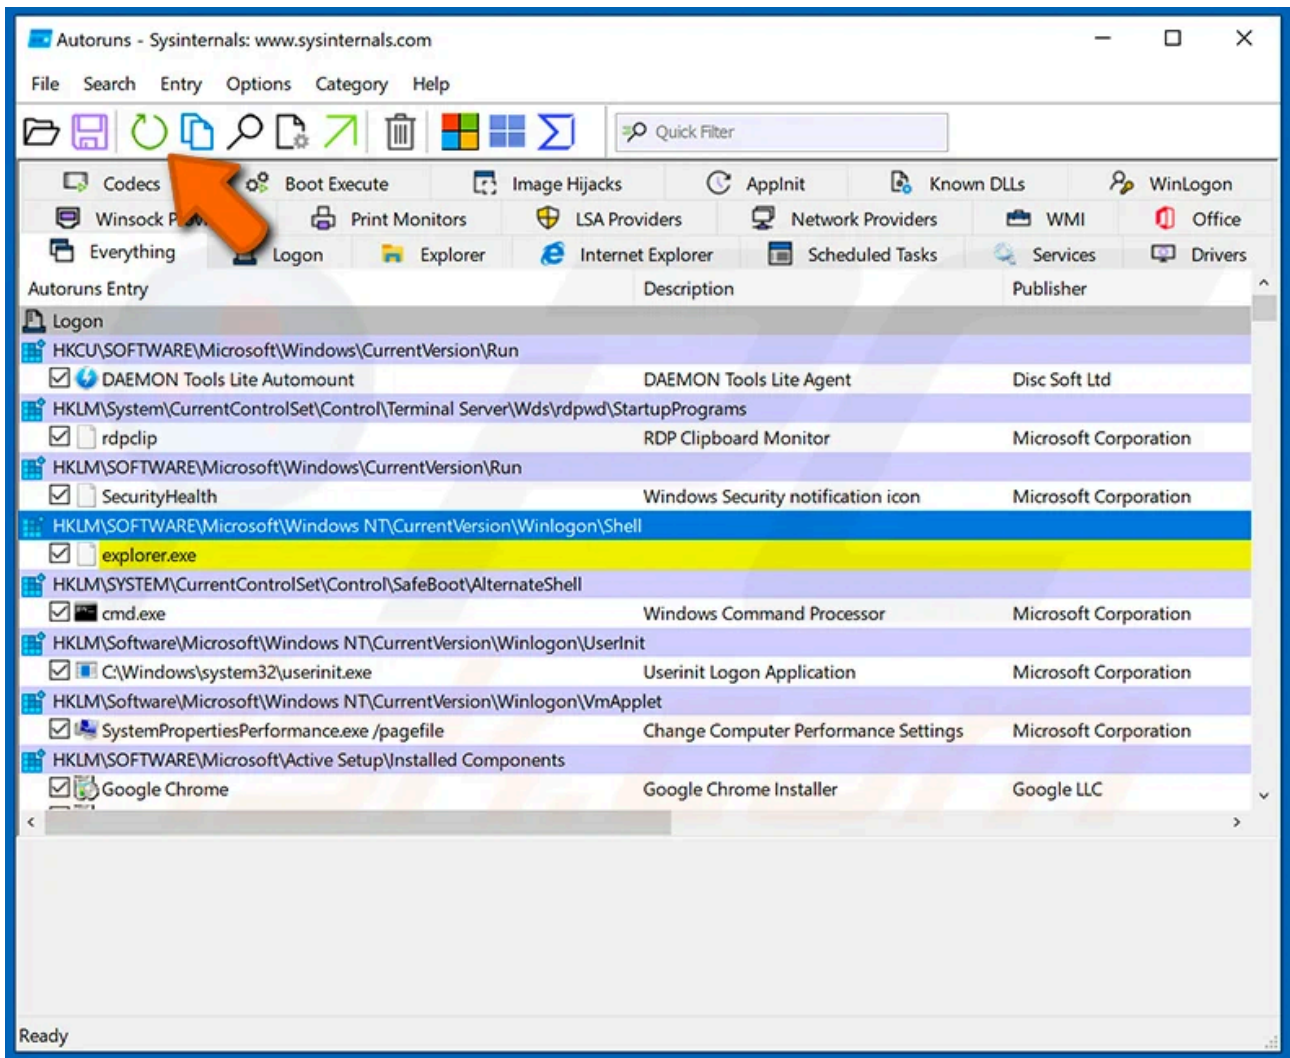 Autoruns - Sysinternals: www.sysinternals.com
File Search Entry Options Category Help
Quick Filter
Codecs Boot Execute Image Hijacks AppInit Known DLLs WinLogon
Winsock Print Monitors LSA Providers Network Providers WMI Office
Everything Logon Explorer Internet Explorer Scheduled Tasks Services Drivers
Autoruns Entry Description Publisher
Logon
HKCU\SOFTWARE\Microsoft\Windows\CurrentVersion\Run
DAEMON Tools Lite Automount DAEMON Tools Lite Agent Disc Soft Ltd
HKLM\System\CurrentControlSet\Control\Terminal Server\Wds\rdpwd\StartupPrograms
rdpclip RDP Clipboard Monitor Microsoft Corporation
HKLM\SOFTWARE\Microsoft\Windows\CurrentVersion\Run
SecurityHealth Windows Security notification icon Microsoft Corporation
HKLM\SOFTWARE\Microsoft\Windows NT\CurrentVersion\Winlogon\Shell
explorer.exe
HKLM\SYSTEM\CurrentControlSet\Control\SafeBoot\AlternateShell
cmd.exe Windows Command Processor Microsoft Corporation
HKLM\Software\Microsoft\Windows NT\CurrentVersion\Winlogon\UserInit
C:\Windows\system32\userinit.exe Userinit Logon Application Microsoft Corporation
HKLM\Software\Microsoft\Windows NT\CurrentVersion\Winlogon\VmApplet
SystemPropertiesPerformance.exe /pagefile Change Computer Performance Settings Microsoft Corporation
HKLM\SOFTWARE\Microsoft\Active Setup\Installed Components
Google Chrome Google Chrome Installer Google LLC
Ready